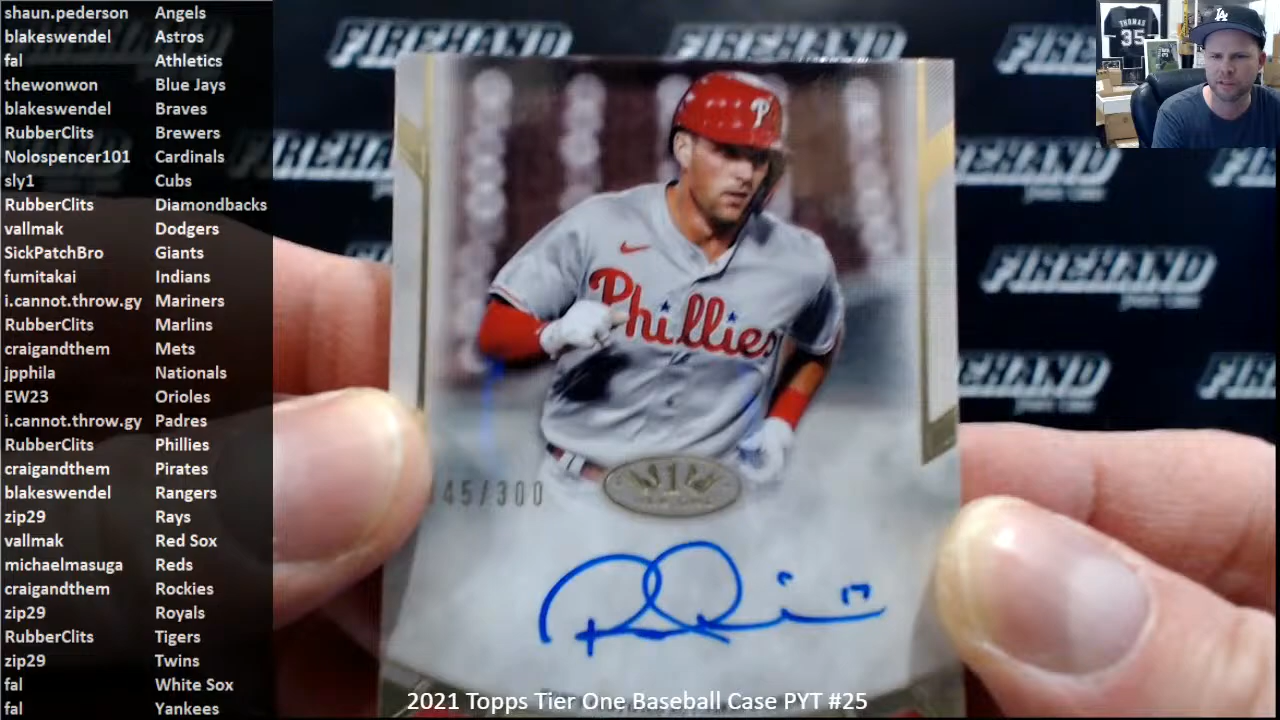 shaun.pederson Angels
blakeswendel Astros
fal Athletics
thewonwon Blue Jays
blakeswendel Braves
RubberClits Brewers
Nolospencer101 Cardinals
sly1 Cubs
RubberClits Diamondbacks
vallmak Dodgers
SickPatchBro Giants
fumitakai Indians
i.cannot.throw.gy Mariners
RubberClits Marlins
craigandthem Mets
jpphila Nationals
EW23 Orioles
i.cannot.throw.gy Padres
RubberClits Phillies
craigandthem Pirates
blakeswendel Rangers
zip29 Rays
vallmak Red Sox
michaelmasuga Reds
craigandthem Rockies
zip29 Royals
RubberClits Tigers
zip29 Twins
fal White Sox
fal Yankees
FIREHAND
FIREHAND
FIREHAND
FIREHAND
FIREHAND
FIREHAND
P
Phillies
45/300
1
17
THOMAS
35
LA
2021 Topps Tier One Baseball Case PYT #25